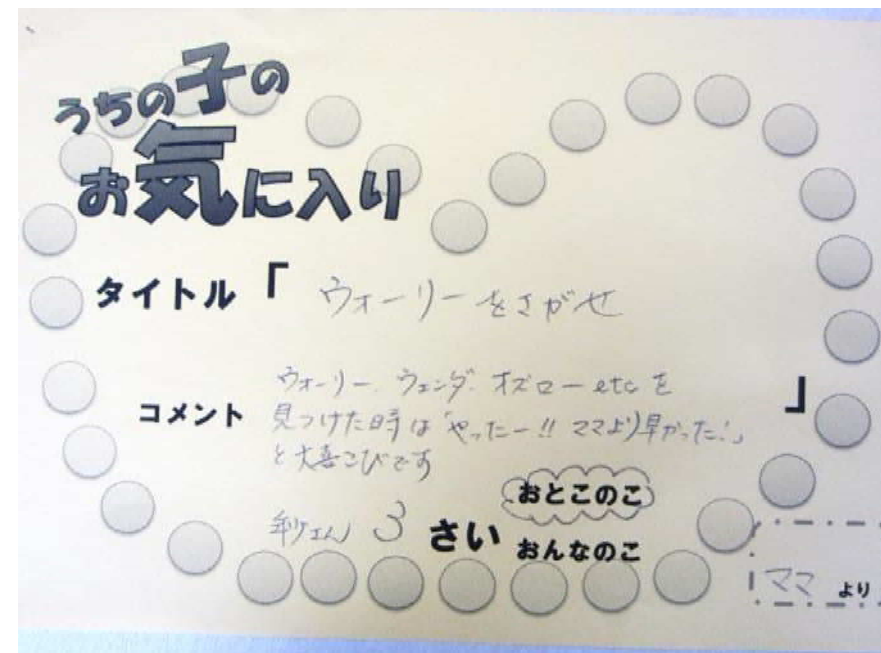 うちの子の
お気に入り
タイトル「ウォーリーをさがせ
」
コメント ウォーリー、ウェンダ、オズローetcを
見つけた時は「やったー!! ママより早かった!」
と大喜こびです
3さい おとこのこ
おんなのこ
ママより